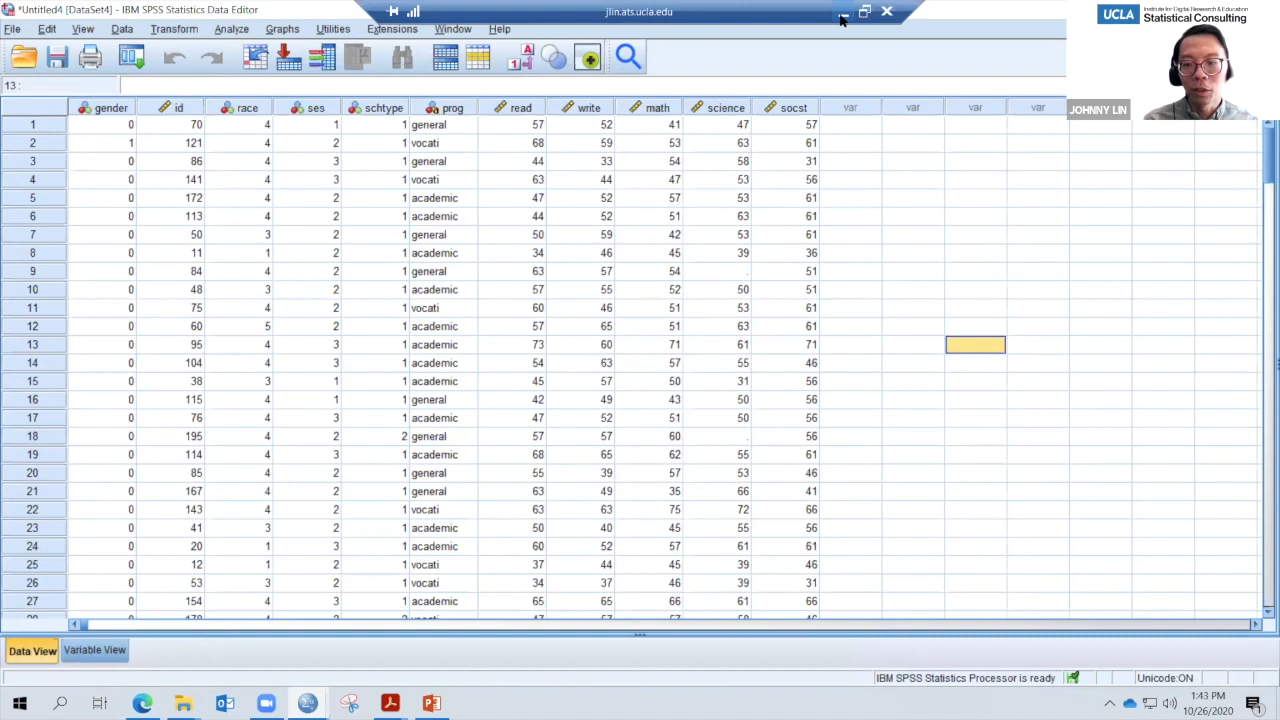 *Untitled4 [DataSet4] - IBM SPSS Statistics Data Editor
jlin.ats.ucla.edu
UCLA Institute for Digital Research & Education
Statistical Consulting
File Edit View Data Transform Analyze Graphs Utilities Extensions Window Help
13 :
JOHNNY LIN
gender id race ses schtype prog read write math science socst var var var var
1 0 70 4 1 1 general 57 52 41 47 57
2 1 121 4 2 1 vocati 68 59 53 63 61
3 0 86 4 3 1 general 44 33 54 58 31
4 0 141 4 3 1 vocati 63 44 47 53 56
5 0 172 4 2 1 academic 47 52 57 53 61
6 0 113 4 2 1 academic 44 52 51 63 61
7 0 50 3 2 1 general 50 59 42 53 61
8 0 11 1 2 1 academic 34 46 45 39 36
9 0 84 4 2 1 general 63 57 54 . 51
10 0 48 3 2 1 academic 57 55 52 50 51
11 0 75 4 2 1 vocati 60 46 51 53 61
12 0 60 5 2 1 academic 57 65 51 63 61
13 0 95 4 3 1 academic 73 60 71 61 71
14 0 104 4 3 1 academic 54 63 57 55 46
15 0 38 3 1 1 academic 45 57 50 31 56
16 0 115 4 1 1 general 42 49 43 50 56
17 0 76 4 3 1 academic 47 52 51 50 56
18 0 195 4 2 2 general 57 57 60 . 56
19 0 114 4 3 1 academic 68 65 62 55 61
20 0 85 4 2 1 general 55 39 57 53 46
21 0 167 4 2 1 general 63 49 35 66 41
22 0 143 4 2 1 vocati 63 63 75 72 66
23 0 41 3 2 1 academic 50 40 45 55 56
24 0 20 1 3 1 academic 60 52 57 61 61
25 0 12 1 2 1 vocati 37 44 45 39 46
26 0 53 3 2 1 vocati 34 37 46 39 31
27 0 154 4 3 1 academic 65 65 66 61 66
Data View Variable View
IBM SPSS Statistics Processor is ready Unicode:ON
1:43 PM
10/26/2020